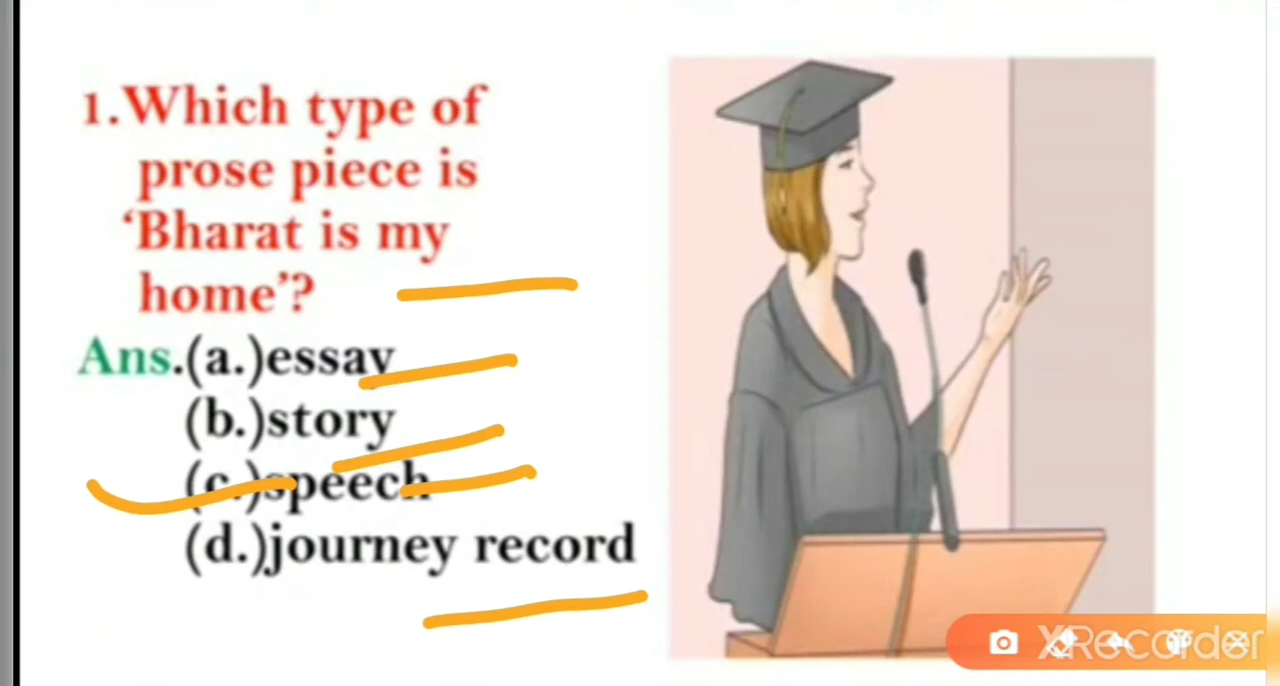 1.Which type of
prose piece is
‘Bharat is my
home’?
Ans.(a.)essay
(b.)story
(c.)speech
(d.)journey record
XRecorder